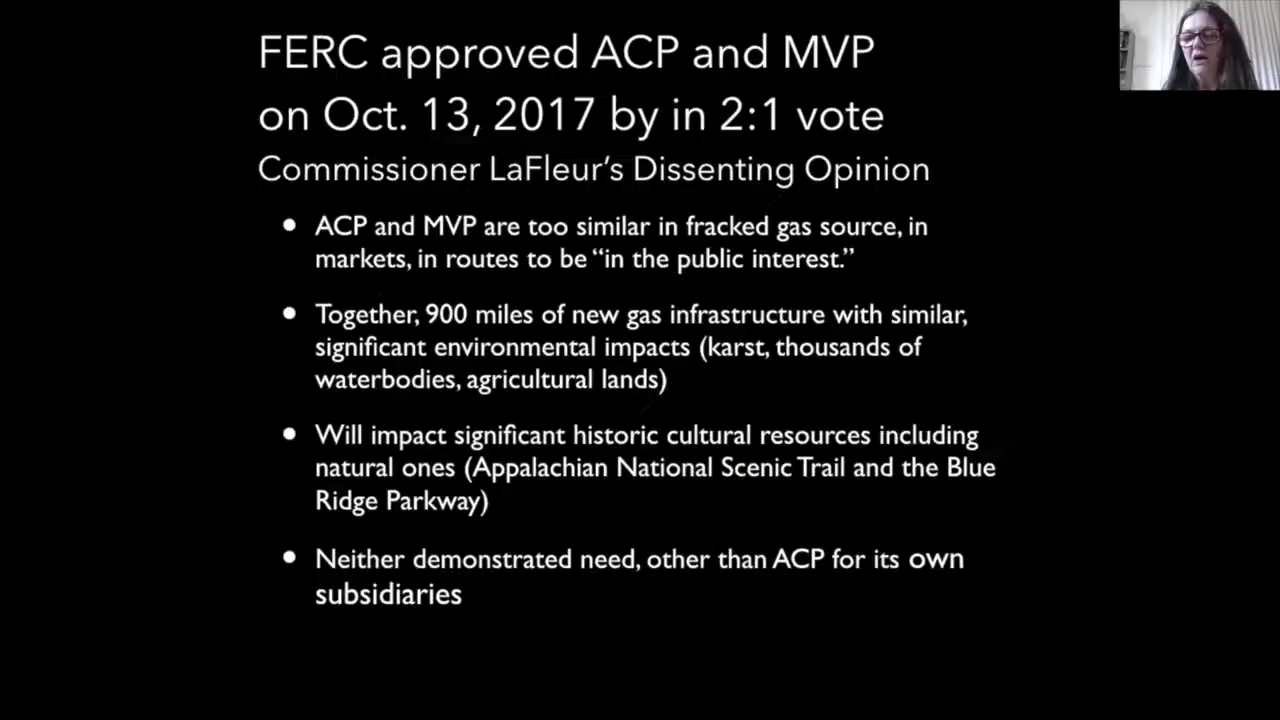 FERC approved ACP and MVP
on Oct. 13, 2017 by in 2:1 vote
Commissioner LaFleur’s Dissenting Opinion
• ACP and MVP are too similar in fracked gas source, in
markets, in routes to be “in the public interest.”
• Together, 900 miles of new gas infrastructure with similar,
significant environmental impacts (karst, thousands of
waterbodies, agricultural lands)
• Will impact significant historic cultural resources including
natural ones (Appalachian National Scenic Trail and the Blue
Ridge Parkway)
• Neither demonstrated need, other than ACP for its own
subsidiaries